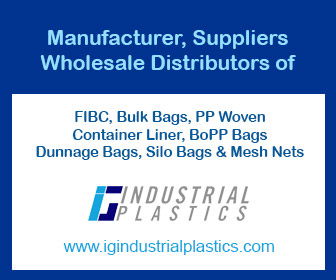 Manufacturer, Suppliers
Wholesale Distributors of
FIBC, Bulk Bags, PP Woven
Container Liner, BoPP Bags
Dunnage Bags, Silo Bags & Mesh Nets
IG INDUSTRIAL
PLASTICS
www.igindustrialplastics.com